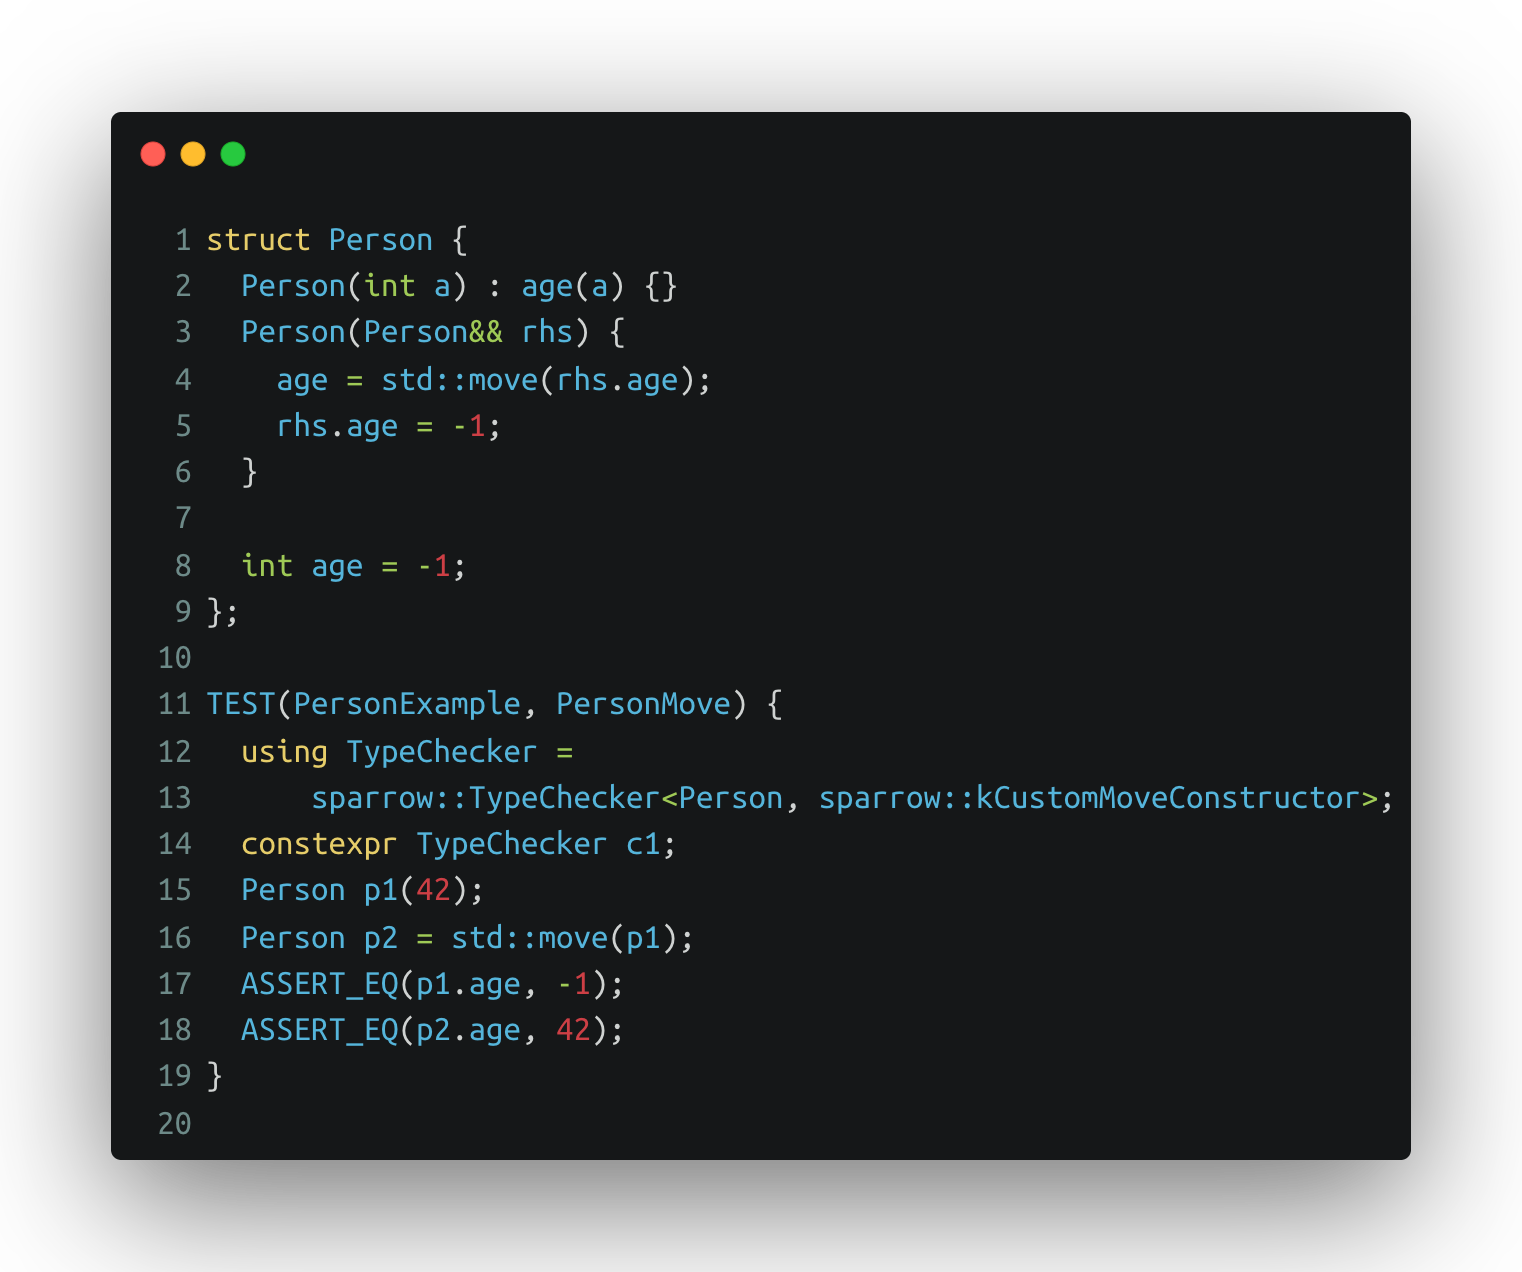 1 struct Person {
2   Person(int a) : age(a) {}
3   Person(Person&& rhs) {
4     age = std::move(rhs.age);
5     rhs.age = -1;
6   }
7
8   int age = -1;
9 };
10
11 TEST(PersonExample, PersonMove) {
12   using TypeChecker =
13       sparrow::TypeChecker<Person, sparrow::kCustomMoveConstructor>;
14   constexpr TypeChecker c1;
15   Person p1(42);
16   Person p2 = std::move(p1);
17   ASSERT_EQ(p1.age, -1);
18   ASSERT_EQ(p2.age, 42);
19 }
20